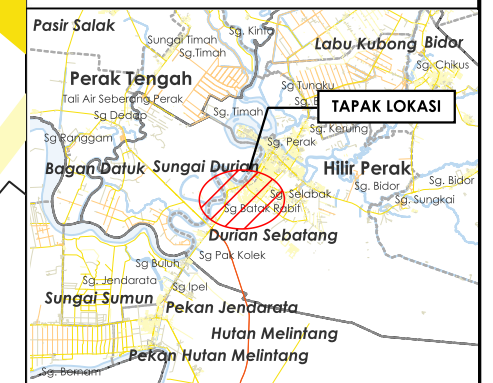 Pasir Salak
Sg. Kinta
Sungai Timah
Sg.Timah
Labu Kubong
Bidor
Sg. Chikus
Perak Tengah
Sg Tungku
Tali Air Seberang Perak
Sg Dedap
Sg. Timah
TAPAK LOKASI
Sg. Keruing
Sg Ranggam
Sg. Perak
Bagan Datuk
Sungai Durian
Hilir Perak
Sg. Bidor
Sg. Bidor
Sg. Selabak
Sg. Sungkai
Sg Batak Rabit
Durian Sebatang
Sg Pak Kolek
Sg Buluh
Sg. Jendarata
Sg Ipel
Sungai Sumun
Pekan Jendarata
Hutan Melintang
Pekan Hutan Melintang
Sg. Bernam